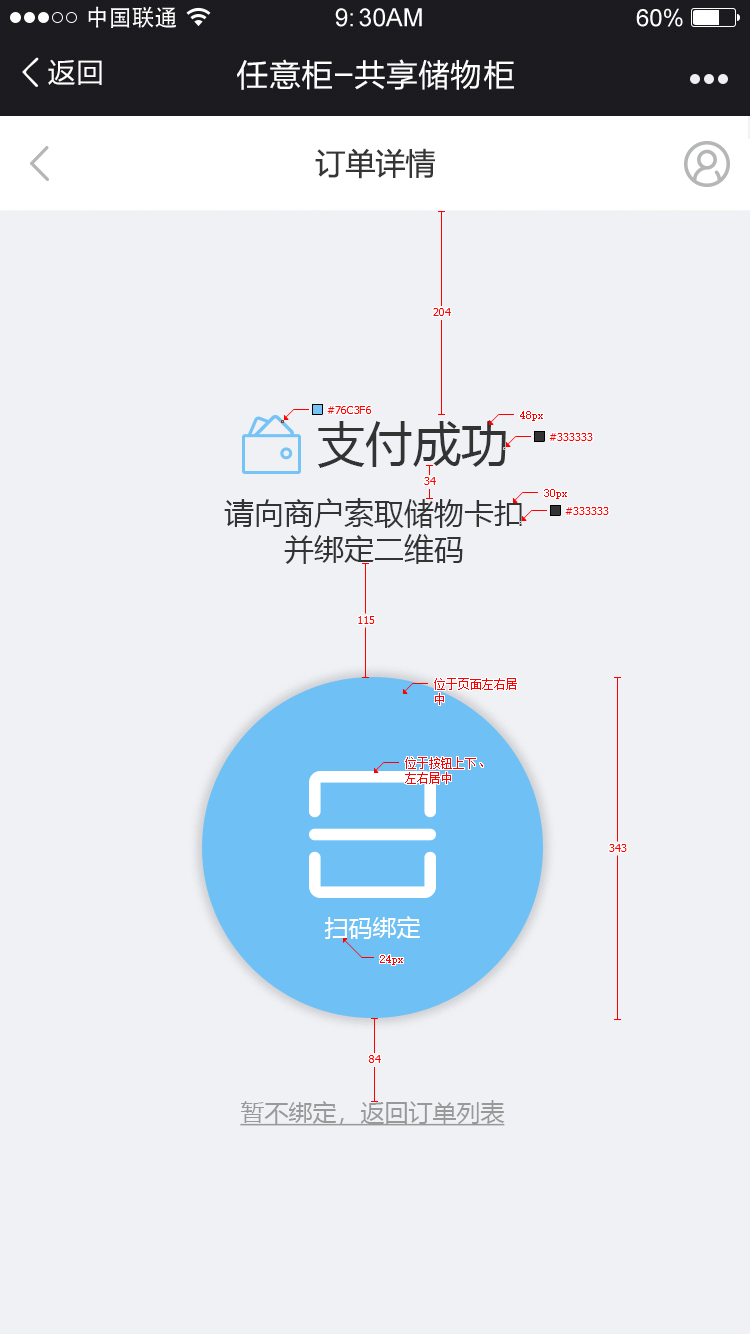 中国联通 9:30AM 60%
返回 任意柜-共享储物柜
订单详情
204
#76C3F6
48px
支付成功
#333333
34
30px
请向商户索取储物卡扣
#333333
并绑定二维码
115
位于页面左右居
中
位于按钮上下、
左右居中
343
扫码绑定
24px
84
暂不绑定，返回订单列表